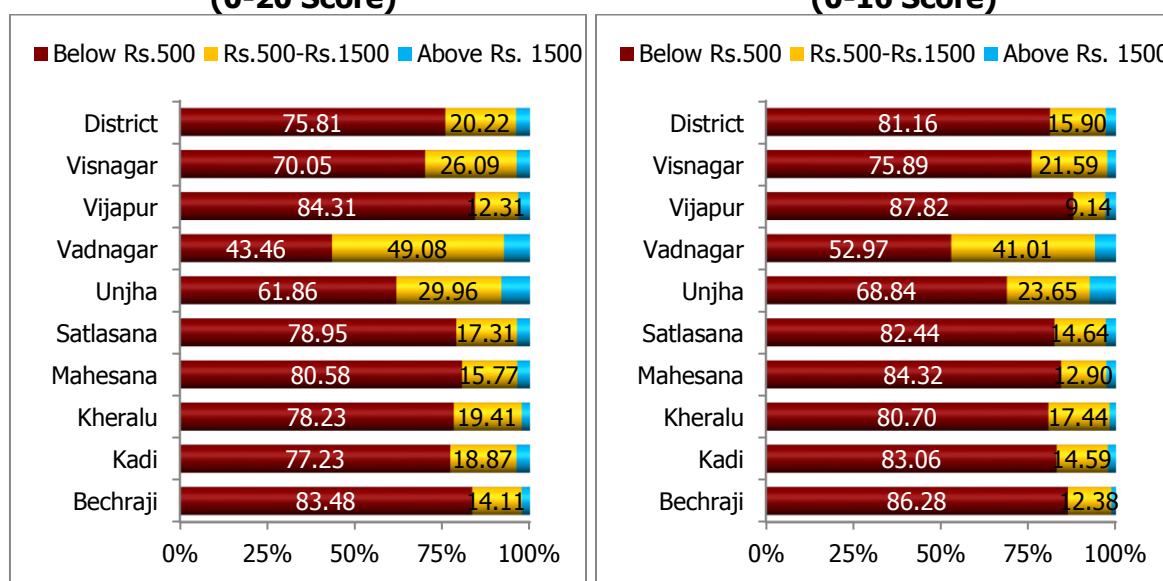 (0-20 Score)
Below Rs.500 Rs.500-Rs.1500 Above Rs. 1500
District 75.81 20.22
Visnagar 70.05 26.09
Vijapur 84.31 12.31
Vadnagar 43.46 49.08
Unjha 61.86 29.96
Satlasana 78.95 17.31
Mahesana 80.58 15.77
Kheralu 78.23 19.41
Kadi 77.23 18.87
Bechraji 83.48 14.11
0% 25% 50% 75% 100%
(0-16 Score)
Below Rs.500 Rs.500-Rs.1500 Above Rs. 1500
District 81.16 15.90
Visnagar 75.89 21.59
Vijapur 87.82 9.14
Vadnagar 52.97 41.01
Unjha 68.84 23.65
Satlasana 82.44 14.64
Mahesana 84.32 12.90
Kheralu 80.70 17.44
Kadi 83.06 14.59
Bechraji 86.28 12.38
0% 25% 50% 75% 100%